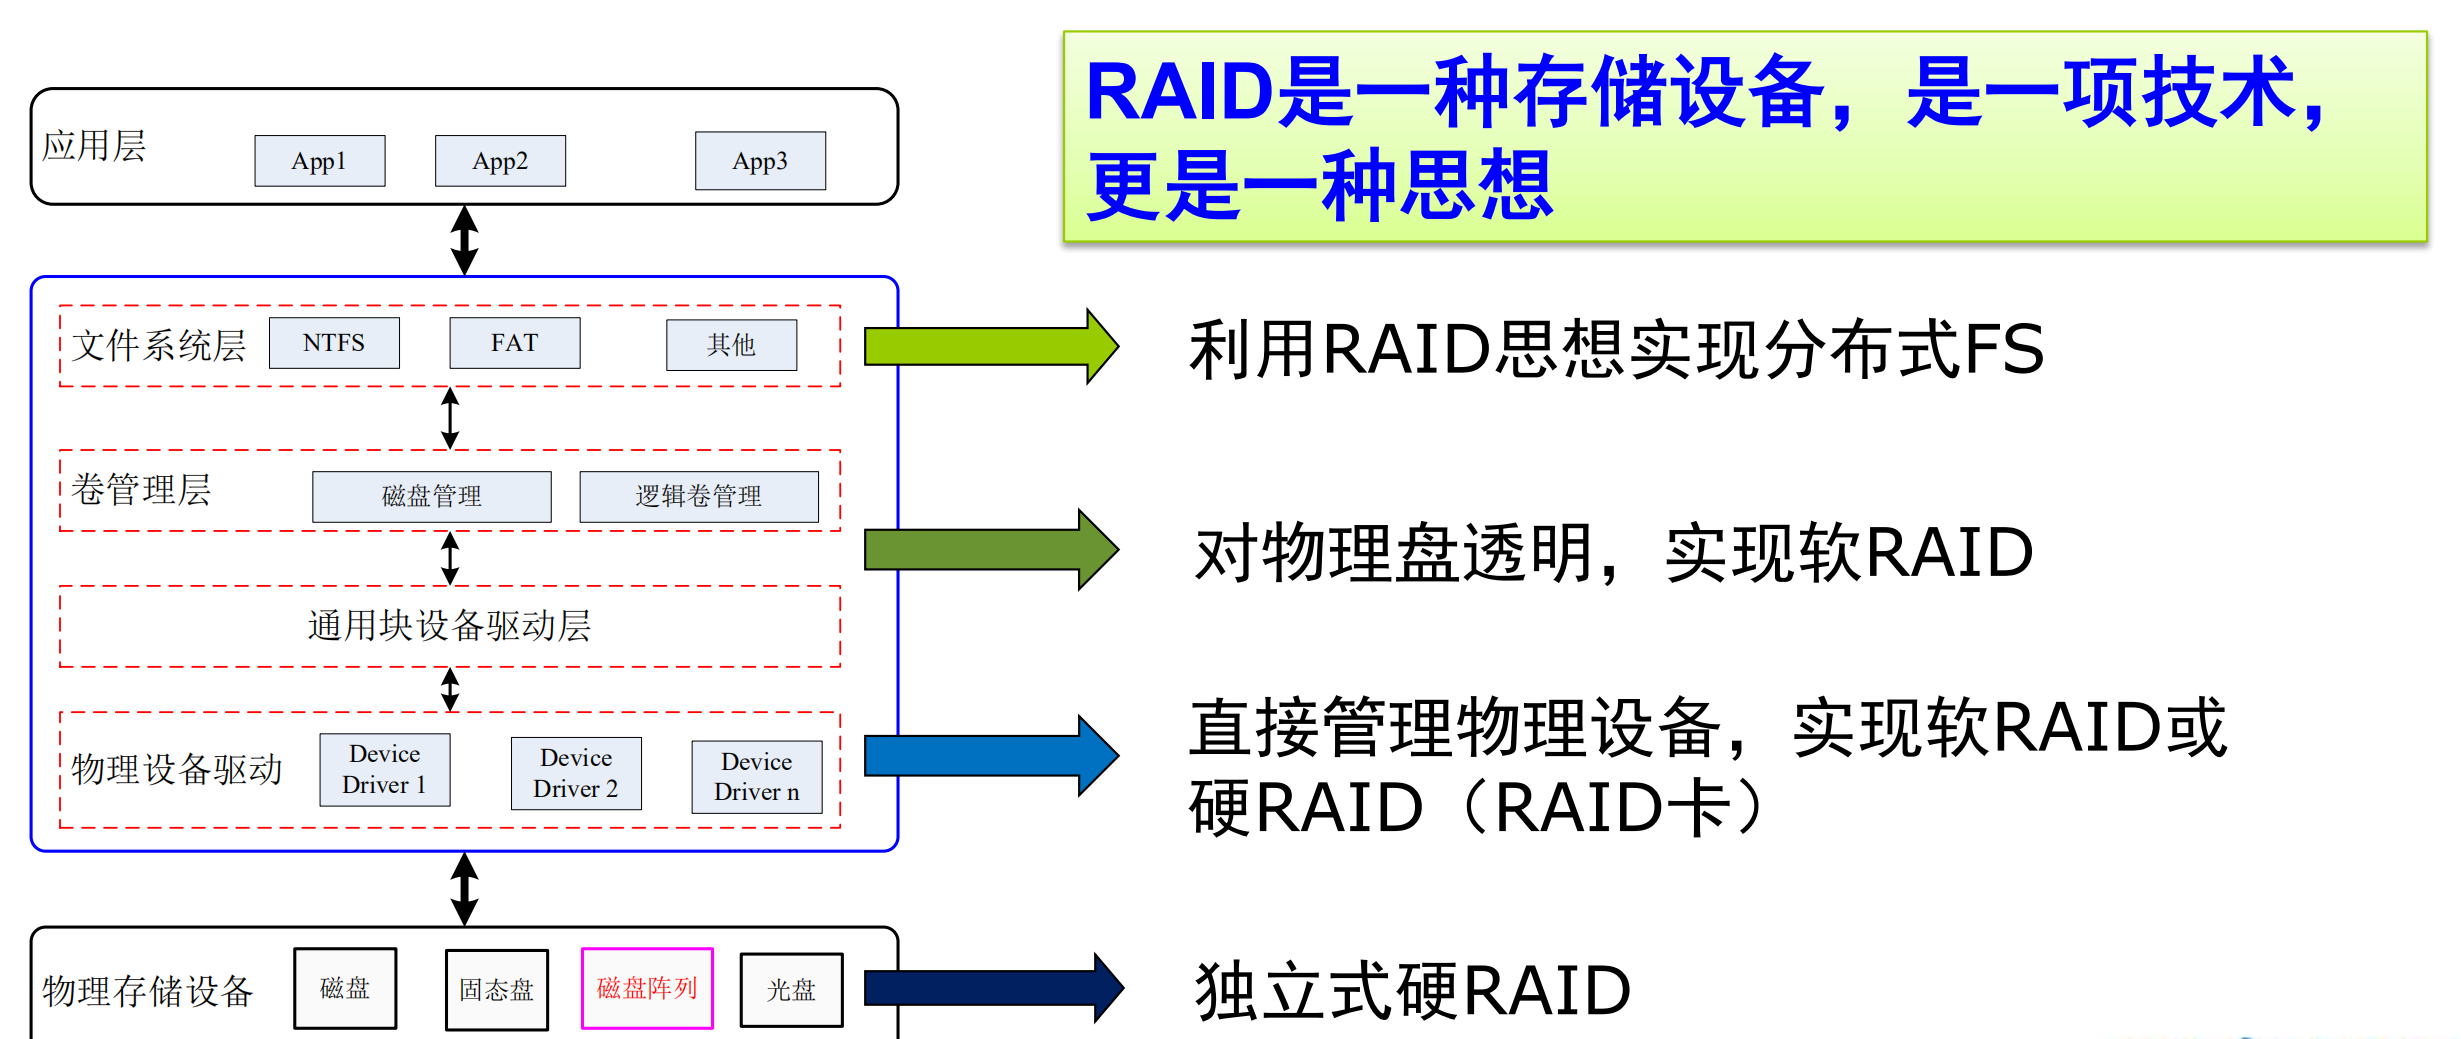 RAID是一种存储设备，是一项技术，
更是一种思想
应用层
App1
App2
App3
文件系统层
NTFS
FAT
其他
利用RAID思想实现分布式FS
卷管理层
磁盘管理
逻辑卷管理
对物理盘透明，实现软RAID
通用块设备驱动层
物理设备驱动
Device
Driver 1
Device
Driver 2
Device
Driver n
直接管理物理设备，实现软RAID或
硬RAID（RAID卡）
物理存储设备
磁盘
固态盘
磁盘阵列
光盘
独立式硬RAID